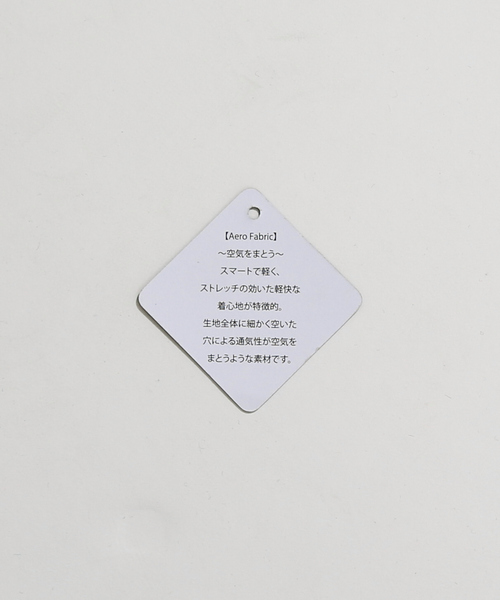 【Aero Fabric】
～空気をまとう～
スマートで軽く、
ストレッチの効いた軽快な
着心地が特徴的。
生地全体に細かく空いた
穴による通気性が空気を
まとうような素材です。